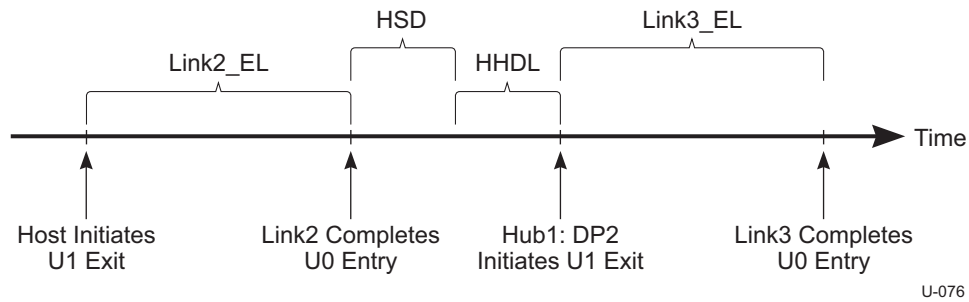 HSD
Link3_EL
Link2_EL
HHDL
Time
Host Initiates
U1 Exit
Link2 Completes
U0 Entry
Hub1: DP2
Initiates U1 Exit
Link3 Completes
U0 Entry
U-076